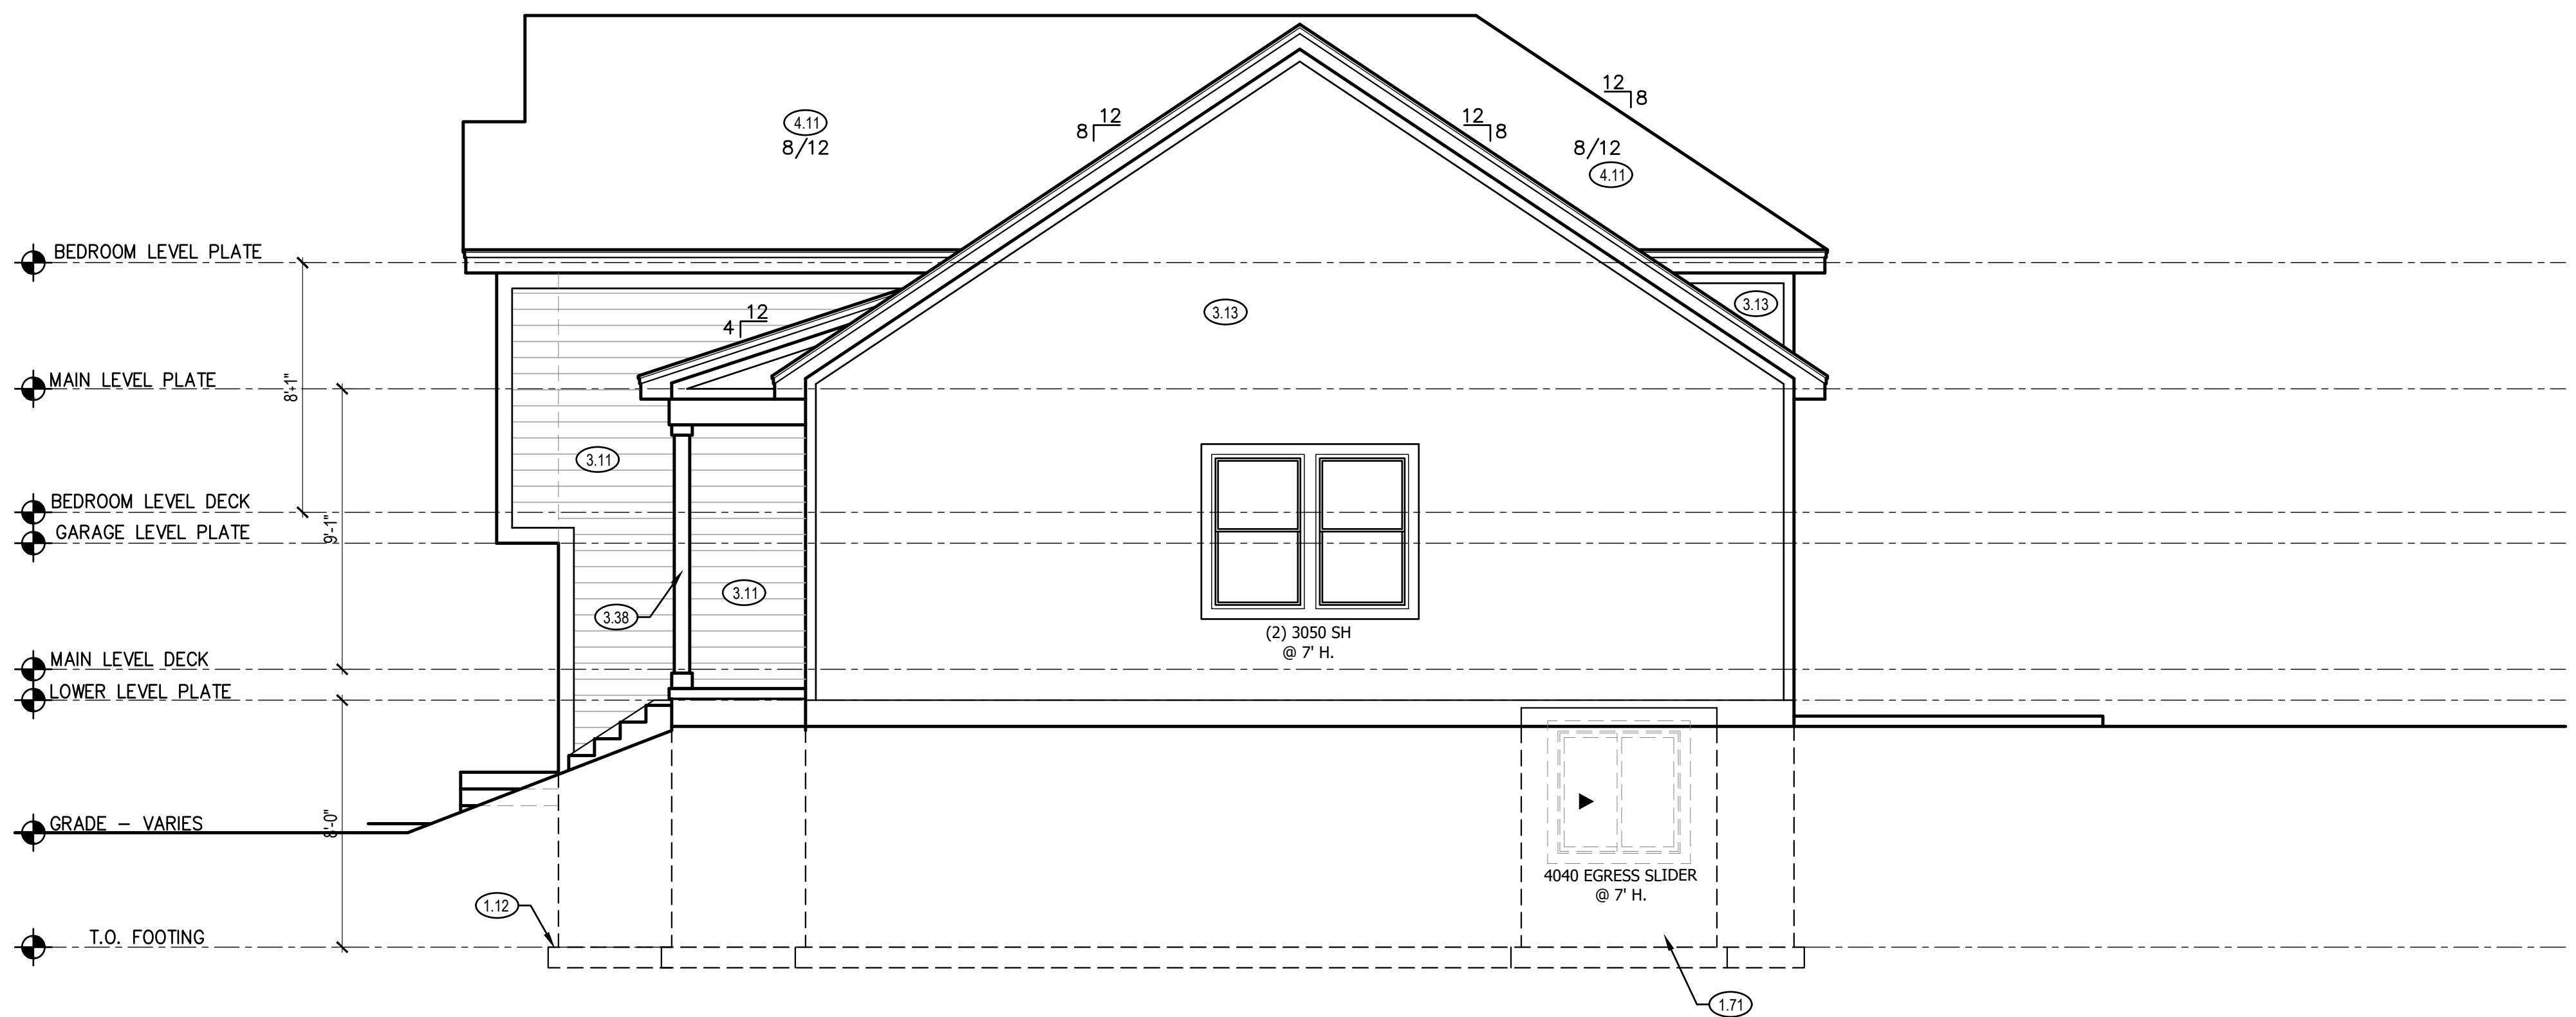 12
8
4.11
8/12
12
8
12
8
8/12
4.11
BEDROOM LEVEL PLATE
3.13
3.13
12
4
MAIN LEVEL PLATE
8'-1"
3.11
BEDROOM LEVEL DECK
GARAGE LEVEL PLATE
9'-1"
3.11
3.38
(2) 3050 SH
@ 7' H.
MAIN LEVEL DECK
LOWER LEVEL PLATE
GRADE – VARIES
8'-0"
4040 EGRESS SLIDER
@ 7' H.
1.12
T.O. FOOTING
1.71